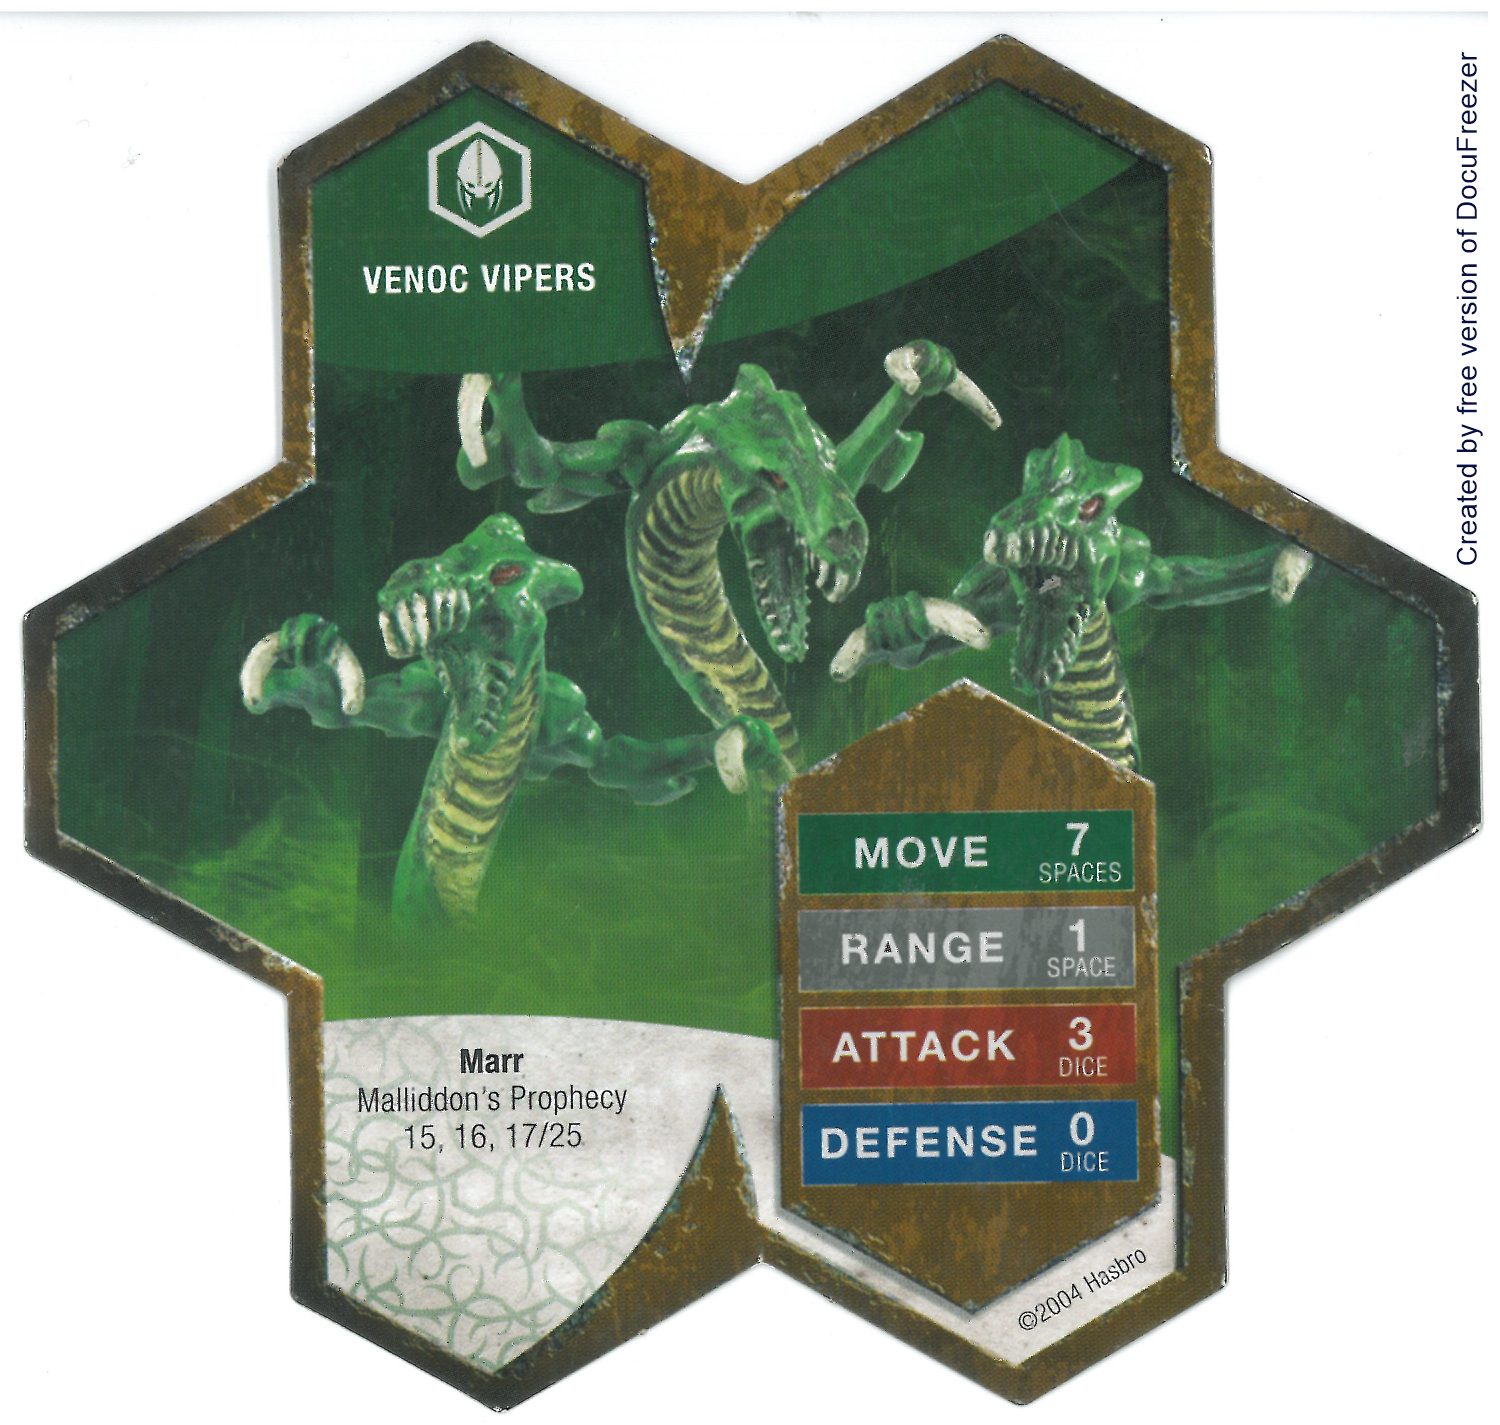 VENOC VIPERS
MOVE 7
SPACES
RANGE 1
SPACE
ATTACK 3
DICE
DEFENSE 0
DICE
Marr
Malliddon's Prophecy
15, 16, 17/25
©2004 Hasbro
Created by free version of DocuFreezer